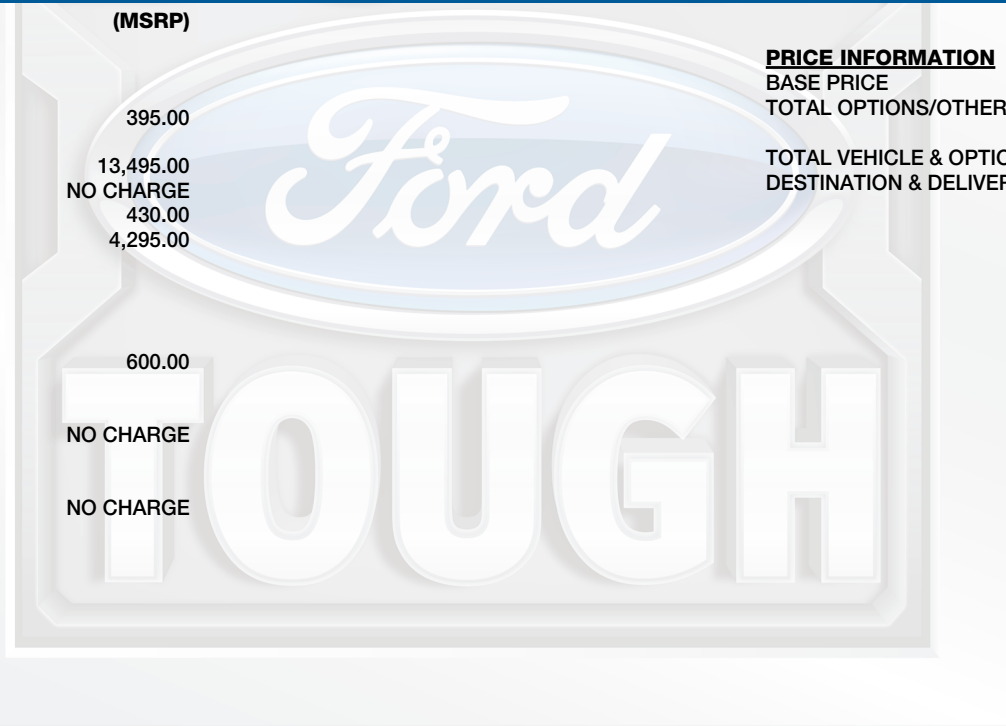 (MSRP)
395.00
13,495.00
NO CHARGE
430.00
4,295.00
600.00
NO CHARGE
NO CHARGE
PRICE INFORMATION
BASE PRICE
TOTAL OPTIONS/OTHER
TOTAL VEHICLE & OPTIO
DESTINATION & DELIVER
Ford
TOUGH